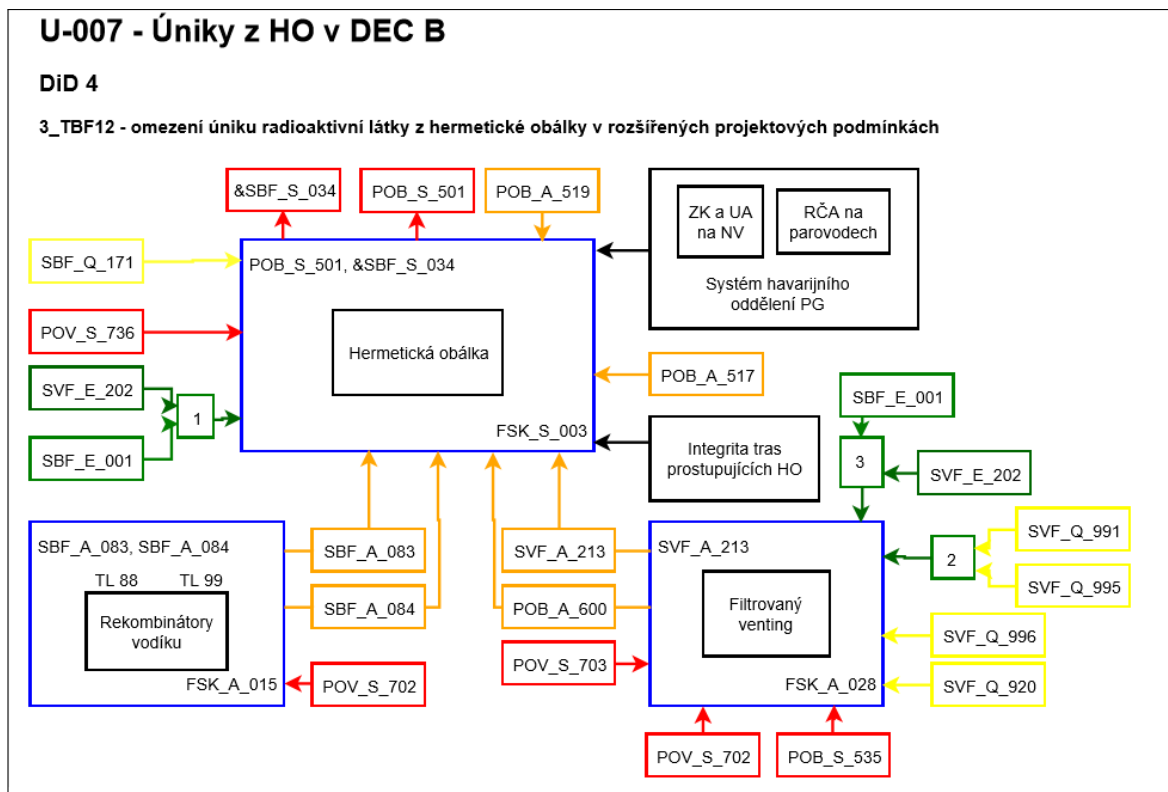 U-007 - Úniky z HO v DEC B
DiD 4
3_TBF12 - omezení úniku radioaktivní látky z hermetické obálky v rozšířených projektových podmínkách
&SBF_S_034
POB_S_501
POB_A_519
ZK a UA
na NV
RČA na
parovodech
Systém havarijního
oddělení PG
SBF_Q_171
POB_S_501, &SBF_S_034
POV_S_736
Hermetická obálka
SVF_E_202
1
SBF_E_001
FSK_S_003
POB_A_517
SBF_E_001
Integrita tras
prostupujících HO
3
SVF_E_202
SBF_A_083, SBF_A_084
TL 88
TL 99
Rekombinátory
vodíku
FSK_A_015
SBF_A_083
SBF_A_084
POV_S_702
SVF_A_213
POB_A_600
POV_S_703
SVF_A_213
Filtrovaný
venting
FSK_A_028
2
SVF_Q_991
SVF_Q_995
SVF_Q_996
SVF_Q_920
POV_S_702
POB_S_535